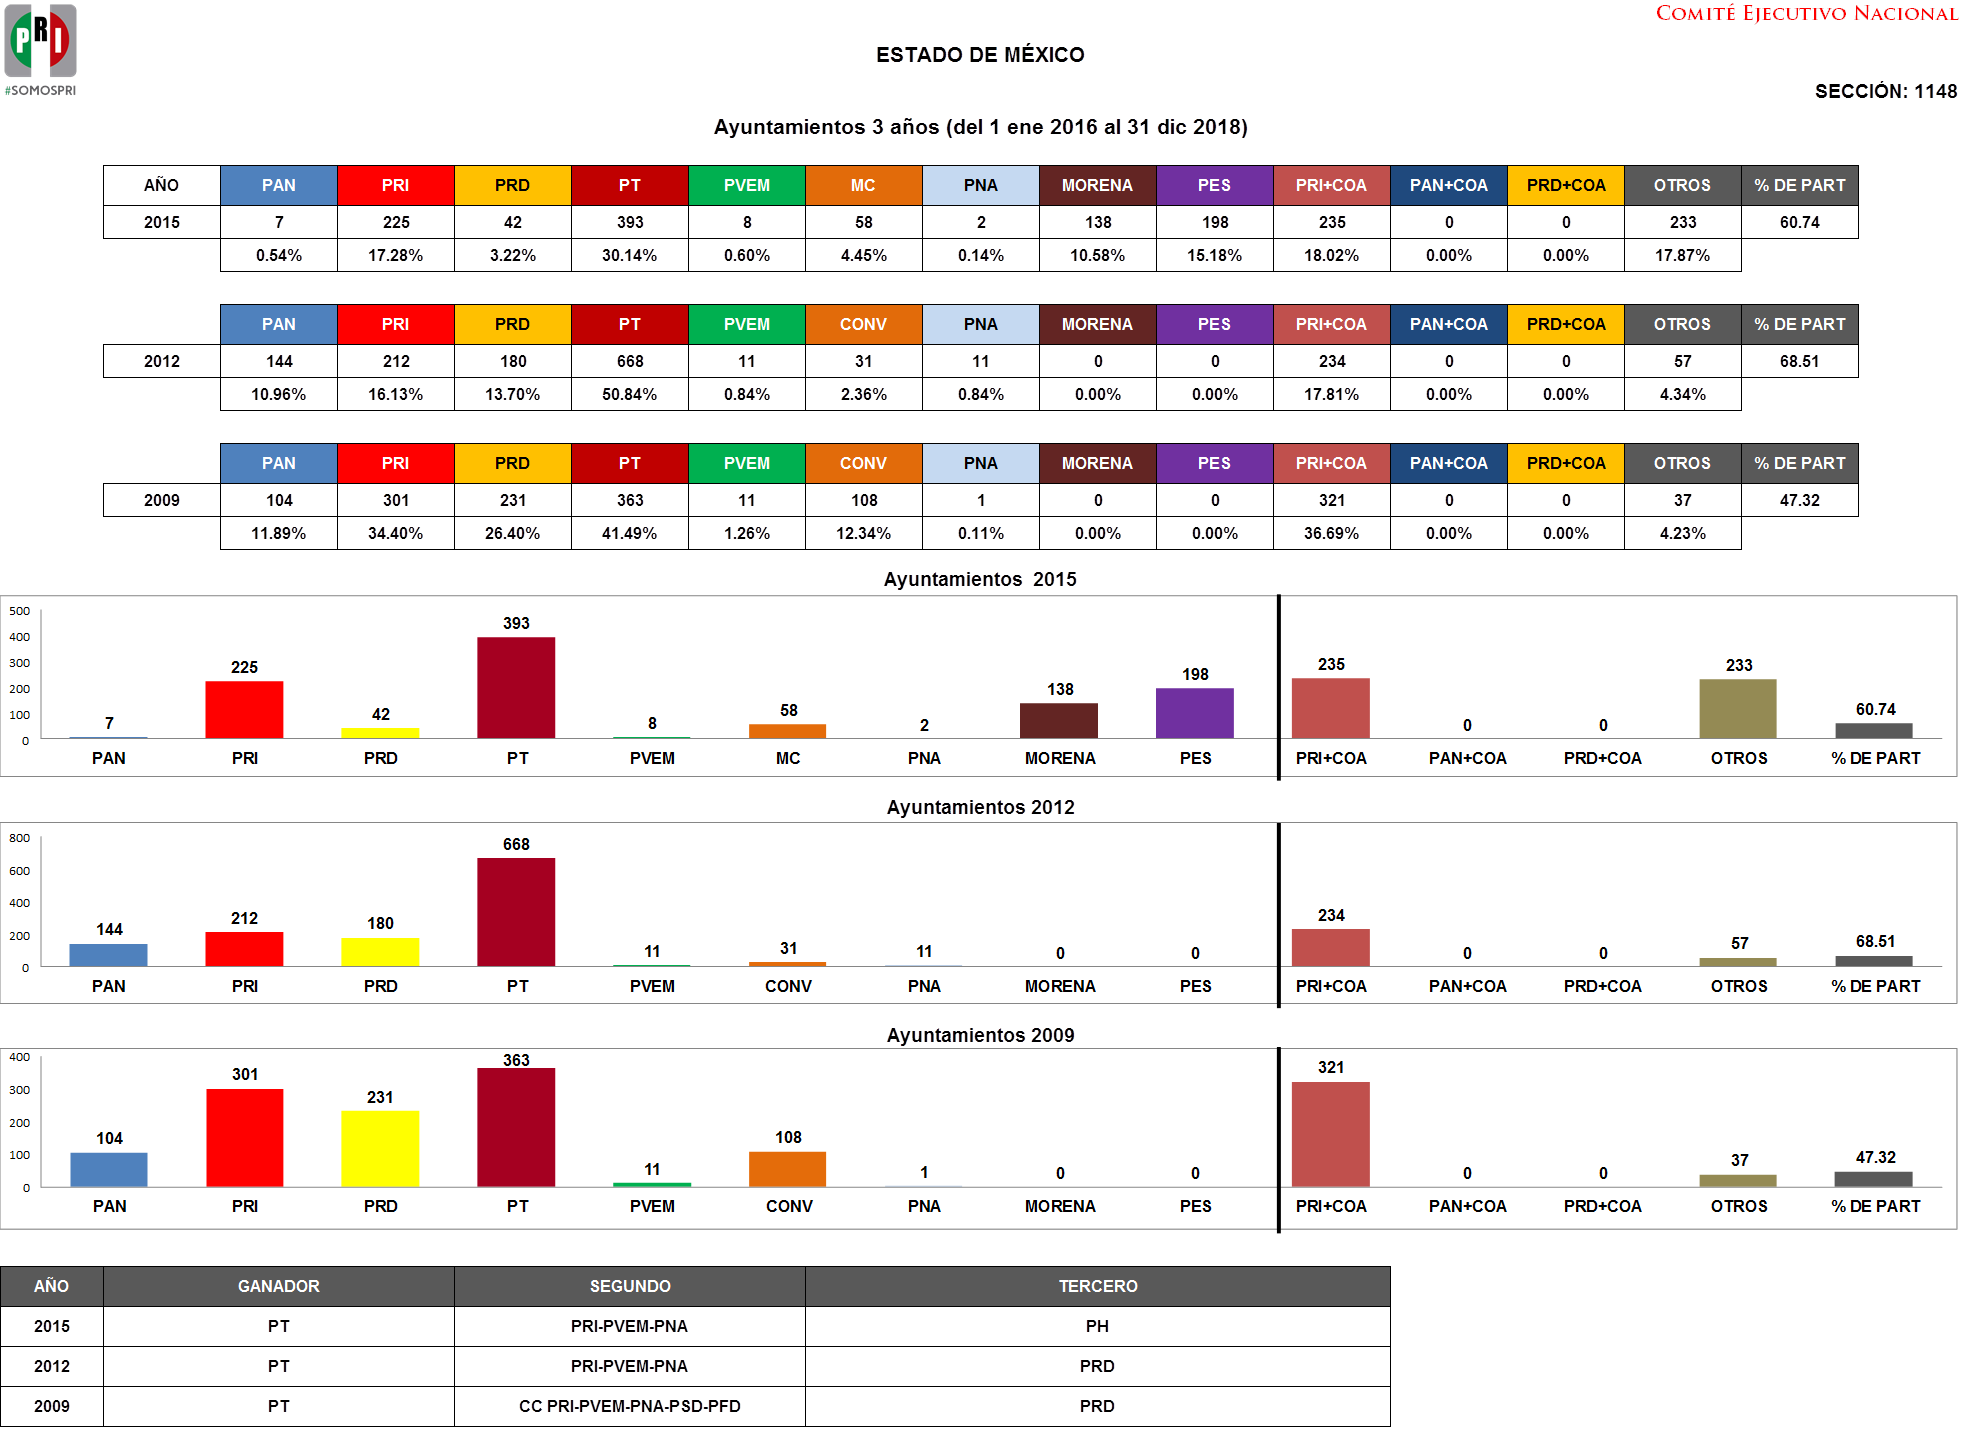 PRI
#SOMOSPRI
COMITÉ EJECUTIVO NACIONAL
ESTADO DE MÉXICO
SECCIÓN: 1148
Ayuntamientos 3 años (del 1 ene 2016 al 31 dic 2018)
AÑO PAN PRI PRD PT PVEM MC PNA MORENA PES PRI+COA PAN+COA PRD+COA OTROS % DE PART
2015 7 225 42 393 8 58 2 138 198 235 0 0 233 60.74
0.54% 17.28% 3.22% 30.14% 0.60% 4.45% 0.14% 10.58% 15.18% 18.02% 0.00% 0.00% 17.87%
PAN PRI PRD PT PVEM CONV PNA MORENA PES PRI+COA PAN+COA PRD+COA OTROS % DE PART
2012 144 212 180 668 11 31 11 0 0 234 0 0 57 68.51
10.96% 16.13% 13.70% 50.84% 0.84% 2.36% 0.84% 0.00% 0.00% 17.81% 0.00% 0.00% 4.34%
PAN PRI PRD PT PVEM CONV PNA MORENA PES PRI+COA PAN+COA PRD+COA OTROS % DE PART
2009 104 301 231 363 11 108 1 0 0 321 0 0 37 47.32
11.89% 34.40% 26.40% 41.49% 1.26% 12.34% 0.11% 0.00% 0.00% 36.69% 0.00% 0.00% 4.23%
Ayuntamientos 2015
500
400
300
200
100
0
7 225 42 393 8 58 2 138 198 235 0 0 233 60.74
PAN PRI PRD PT PVEM MC PNA MORENA PES PRI+COA PAN+COA PRD+COA OTROS % DE PART
Ayuntamientos 2012
800
600
400
200
0
144 212 180 668 11 31 11 0 0 234 0 0 57 68.51
PAN PRI PRD PT PVEM CONV PNA MORENA PES PRI+COA PAN+COA PRD+COA OTROS % DE PART
Ayuntamientos 2009
400
300
200
100
0
104 301 231 363 11 108 1 0 0 321 0 0 37 47.32
PAN PRI PRD PT PVEM CONV PNA MORENA PES PRI+COA PAN+COA PRD+COA OTROS % DE PART
AÑO GANADOR SEGUNDO TERCERO
2015 PT PRI-PVEM-PNA PH
2012 PT PRI-PVEM-PNA PRD
2009 PT CC PRI-PVEM-PNA-PSD-PFD PRD